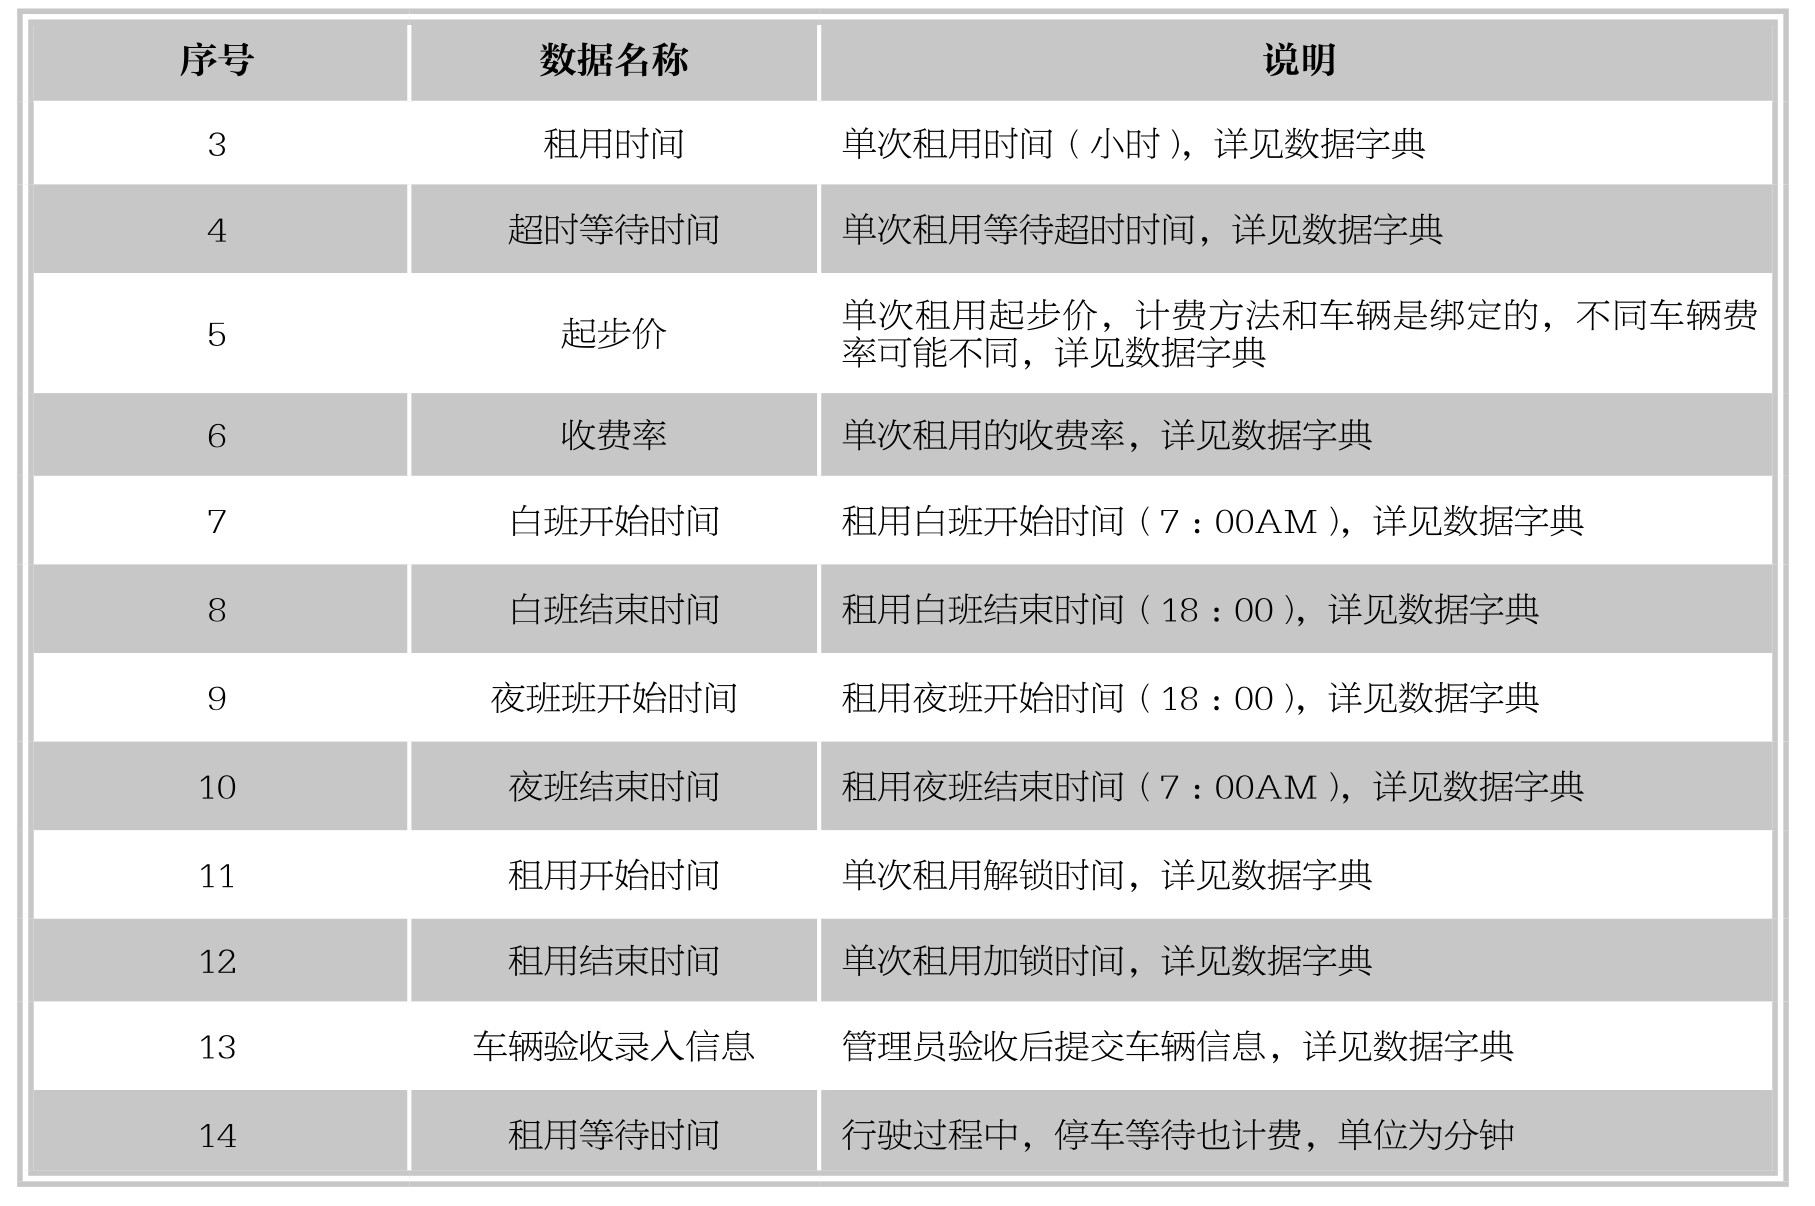 序号 数据名称 说明
3 租用时间 单次租用时间（小时），详见数据字典
4 超时等待时间 单次租用等待超时时间，详见数据字典
5 起步价 单次租用起步价，计费方法和车辆是绑定的，不同车辆费
率可能不同，详见数据字典
6 收费率 单次租用的收费率，详见数据字典
7 白班开始时间 租用白班开始时间（7：00AM），详见数据字典
8 白班结束时间 租用白班结束时间（18：00），详见数据字典
9 夜班班开始时间 租用夜班开始时间（18：00），详见数据字典
10 夜班结束时间 租用夜班结束时间（7：00AM），详见数据字典
11 租用开始时间 单次租用解锁时间，详见数据字典
12 租用结束时间 单次租用加锁时间，详见数据字典
13 车辆验收录入信息 管理员验收后提交车辆信息，详见数据字典
14 租用等待时间 行驶过程中，停车等待也计费，单位为分钟